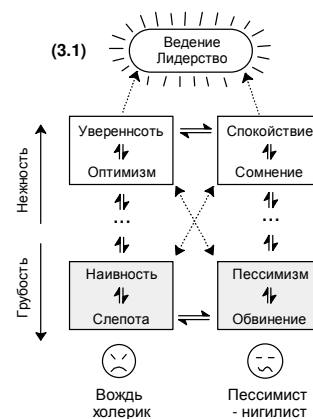 (3.1)
Ведение
Лидерство
Увереннсоть
Оптимизм
Спокойствие
Сомнение
Нежность
...
...
Грубость
Наивность
Слепота
Пессимизм
Обвинение
Вождь
холерик
Пессимист
- нигилист